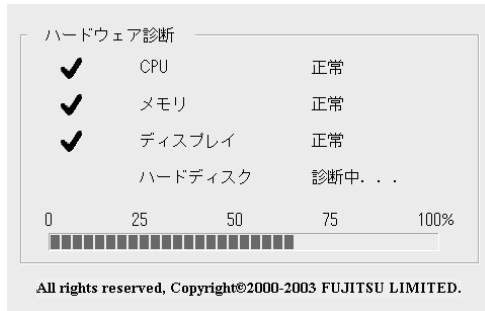 ハードウェア診断
CPU 正常
メモリ 正常
ディスプレイ 正常
ハードディスク 診断中. . .
0 25 50 75 100%
All rights reserved, Copyright©2000-2003 FUJITSU LIMITED.